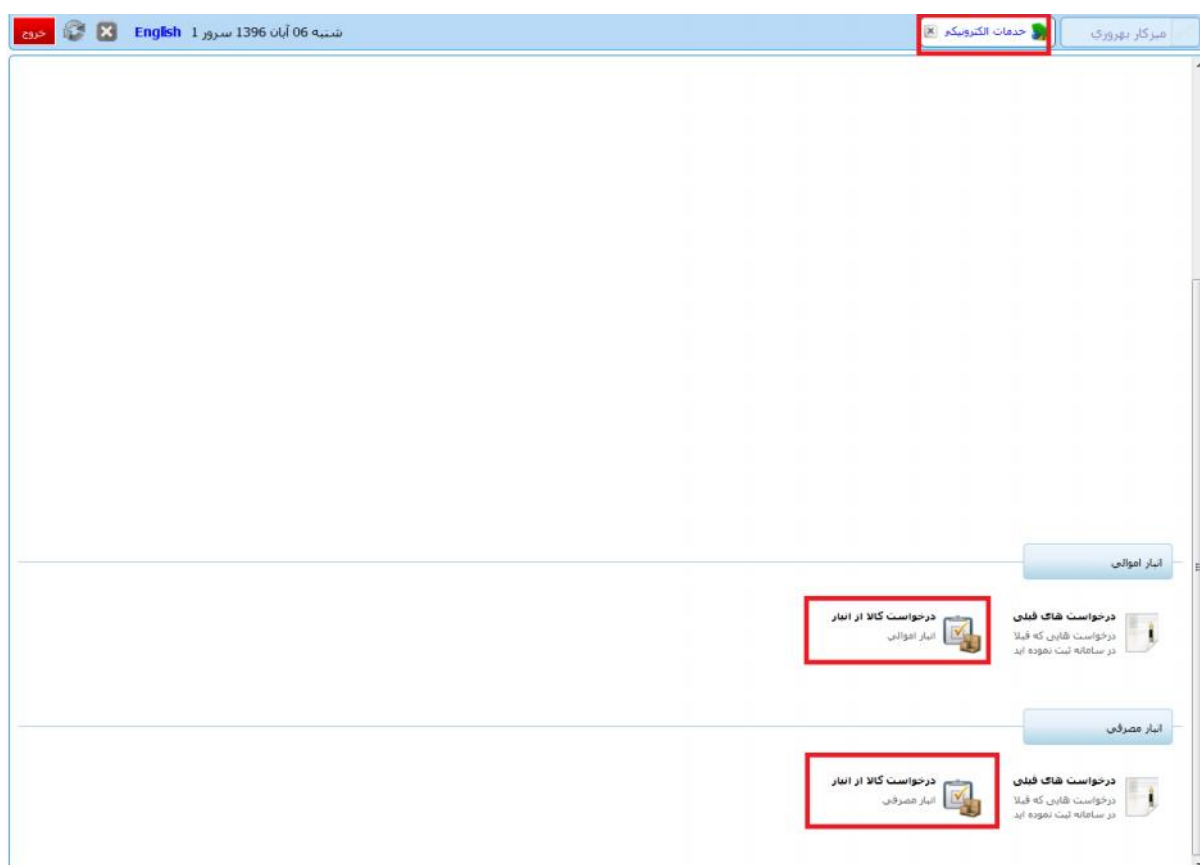 میزکار بهروری
خدمات الکترونیکی
شنبه 06 آبان 1396 سرور 1 English
خروج
انبار اموالی
درخواست های قبلی
درخواست هایی که قبلا
در سامانه ثبت نموده اید
درخواست کالا از انبار
انبار اموالی
انبار مصرفی
درخواست های قبلی
درخواست هایی که قبلا
در سامانه ثبت نموده اید
درخواست کالا از انبار
انبار مصرفی